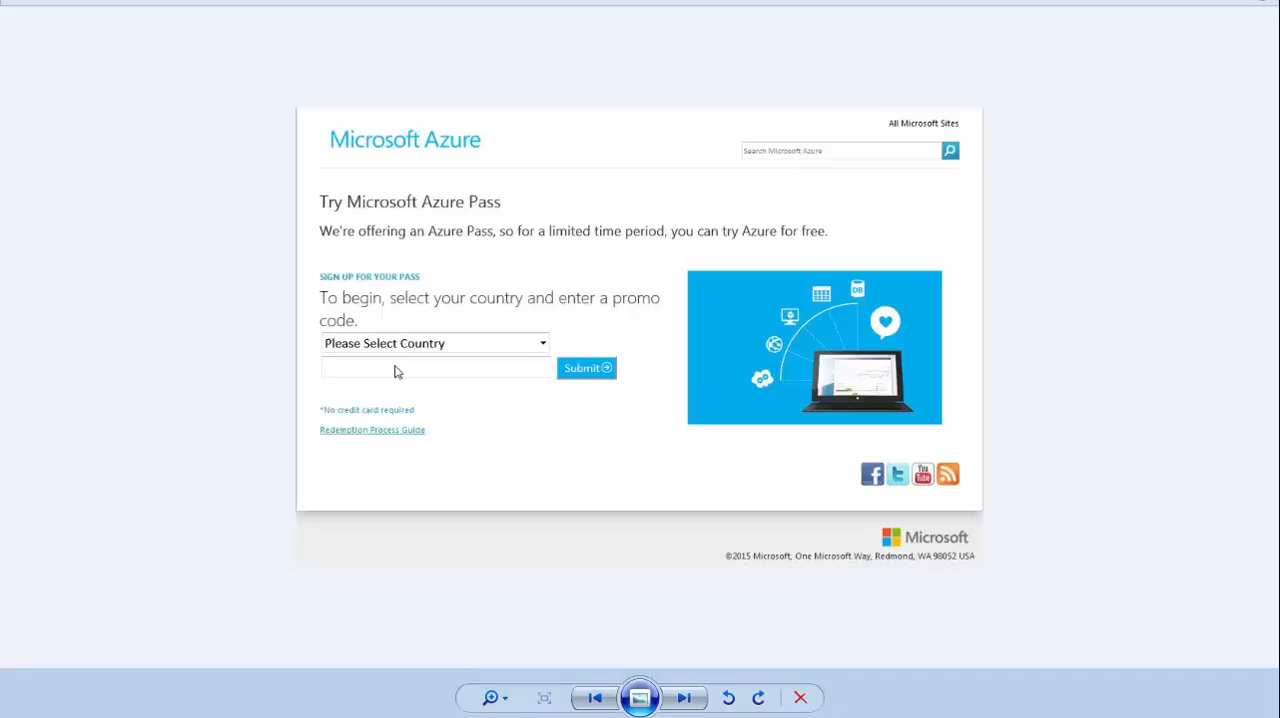 All Microsoft Sites
Microsoft Azure
Search Microsoft Azure
Try Microsoft Azure Pass
We're offering an Azure Pass, so for a limited time period, you can try Azure for free.
SIGN UP FOR YOUR PASS
To begin, select your country and enter a promo
code.
Please Select Country
Submit
*No credit card required
Redemption Process Guide
DB
f
t
You
Tube
Microsoft
©2015 Microsoft, One Microsoft Way, Redmond, WA 98052 USA